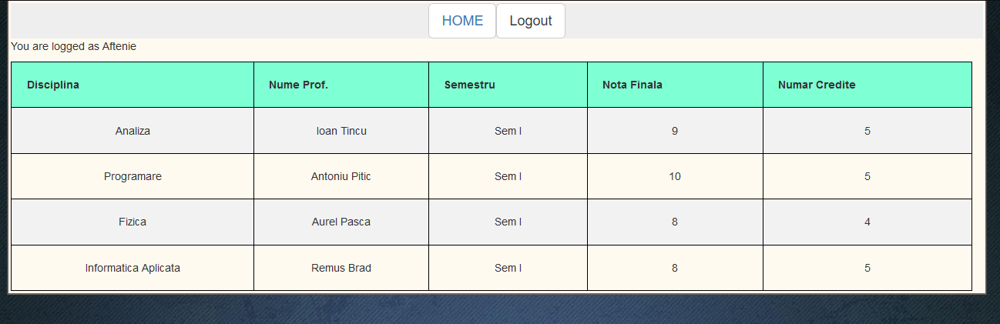 HOME Logout
You are logged as Aftenie
Disciplina Nume Prof. Semestru Nota Finala Numar Credite
Analiza Ioan Tincu Sem I 9 5
Programare Antoniu Pitic Sem I 10 5
Fizica Aurel Pasca Sem I 8 4
Informatica Aplicata Remus Brad Sem I 8 5